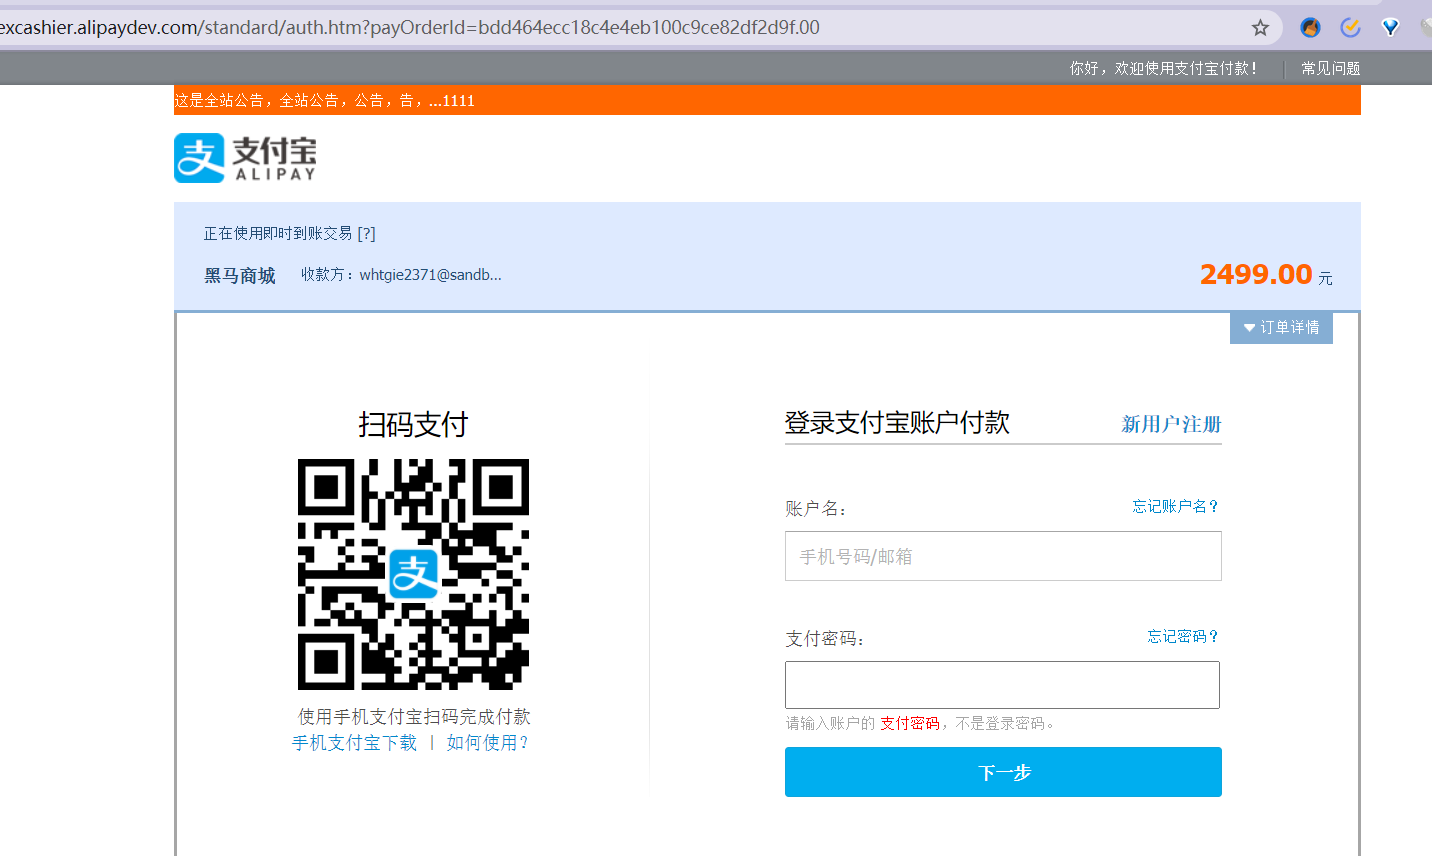 excashier.alipaydev.com/standard/auth.htm?payOrderId=bdd464ecc18c4e4eb100c9ce82df2d9f.00
你好，欢迎使用支付宝付款！ 常见问题
这是全站公告，全站公告，公告，告，...1111
支 支付宝
ALIPAY
正在使用即时到账交易 [?]
黑马商城 收款方：whtgie2371@sandb... 2499.00 元
订单详情
扫码支付
支
使用手机支付宝扫码完成付款
手机支付宝下载 | 如何使用？
登录支付宝账户付款 新用户注册
账户名： 忘记账户名？
手机号码/邮箱
支付密码： 忘记密码？
请输入账户的 支付密码，不是登录密码。
下一步